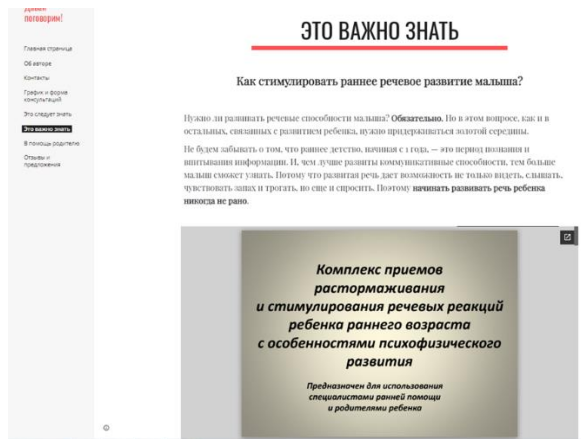 Давай
поговорим!
Главная страница
Об авторе
Контакты
График и форма
консультаций
Это следует знать
Это важно знать
В помощь родителю
Отзывы и
предложения
ЭТО ВАЖНО ЗНАТЬ
Как стимулировать раннее речевое развитие малыша?
Нужно ли развивать речевые способности малыша? Обязательно. Но в этом вопросе, как и в
остальных, связанных с развитием ребенка, нужно придерживаться золотой середины.
Не будем забывать о том, что раннее детство, начиная с 1 года, — это период познания и
впитывания информации. И, чем лучше развиты коммуникативные способности, тем больше
малыш сможет узнать. Потому что развитая речь дает возможность не только видеть, слышать,
чувствовать запах и трогать, но еще и спросить. Поэтому начинать развивать речь ребенка
никогда не рано.
Комплекс приемов
растормаживания
и стимулирования речевых реакций
ребенка раннего возраста
с особенностями психофизического
развития
Предназначен для использования
специалистами ранней помощи
и родителями ребенка